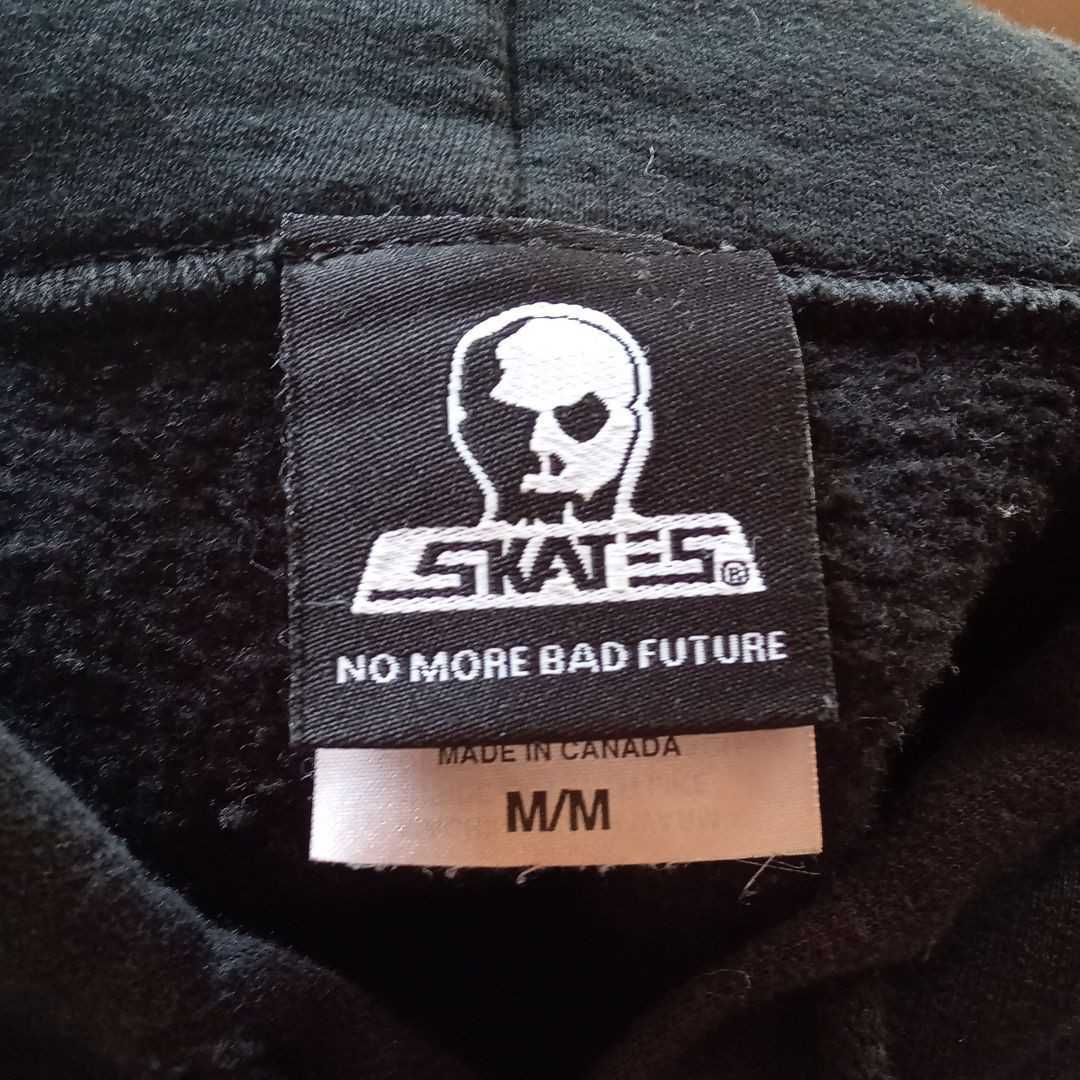 SKATES®
NO MORE BAD FUTURE
MADE IN CANADA
M/M